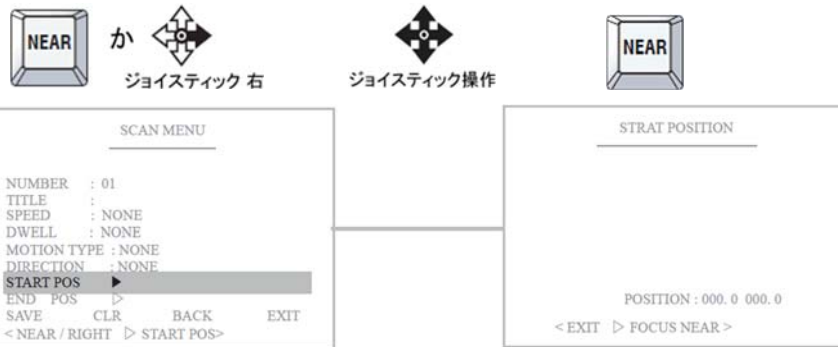 NEAR
か
ジョイスティック 右
ジョイスティック操作
NEAR
SCAN MENU
NUMBER : 01
TITLE :
SPEED : NONE
DWELL : NONE
MOTION TYPE : NONE
DIRECTION : NONE
START POS ▶
END POS ▷
SAVE CLR BACK EXIT
< NEAR / RIGHT ▷ START POS>
STRAT POSITION
POSITION : 000. 0 000. 0
< EXIT ▷ FOCUS NEAR >